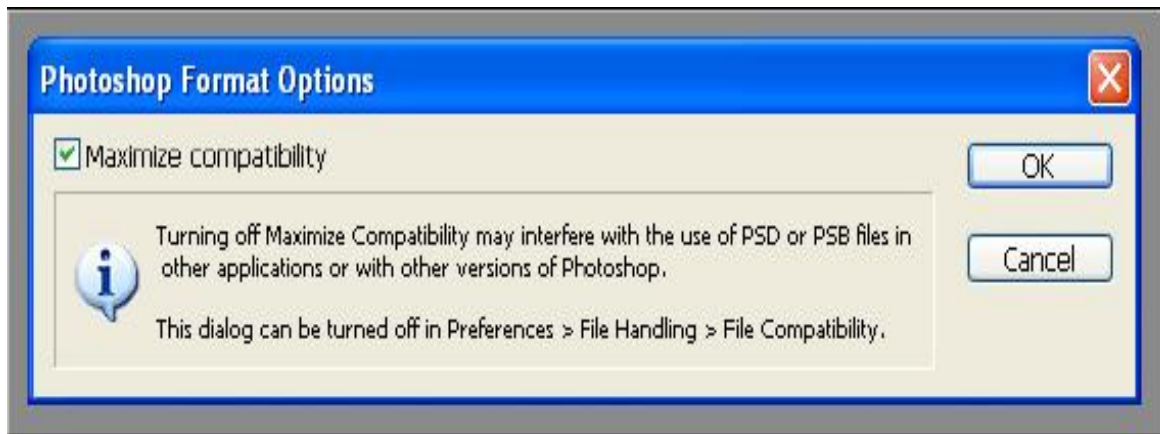 Photoshop Format Options
Maximize compatibility
OK
Turning off Maximize Compatibility may interfere with the use of PSD or PSB files in
other applications or with other versions of Photoshop.
Cancel
This dialog can be turned off in Preferences > File Handling > File Compatibility.